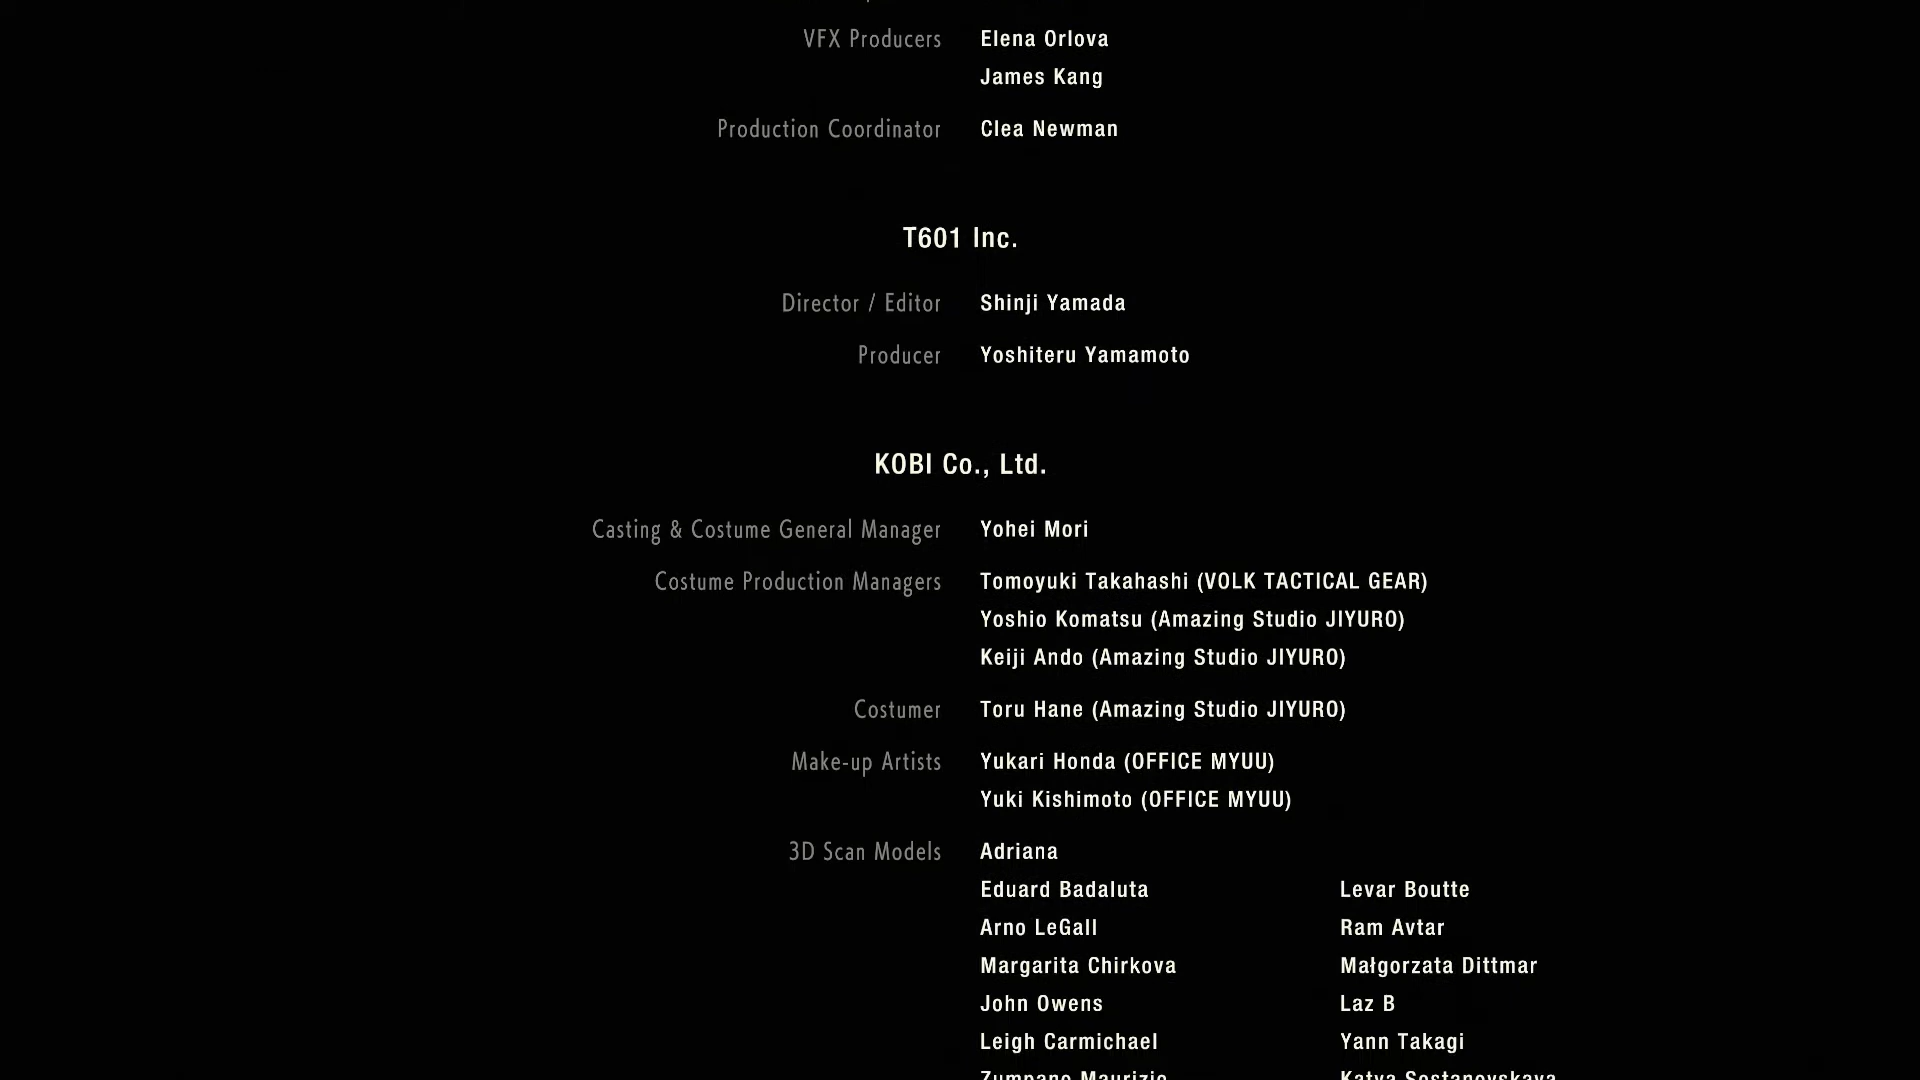 VFX Producers Elena Orlova
James Kang
Production Coordinator Clea Newman
T601 Inc.
Director / Editor Shinji Yamada
Producer Yoshiteru Yamamoto
KOBI Co., Ltd.
Casting & Costume General Manager Yohei Mori
Costume Production Managers Tomoyuki Takahashi (VOLK TACTICAL GEAR)
Yoshio Komatsu (Amazing Studio JIYURO)
Keiji Ando (Amazing Studio JIYURO)
Costumer Toru Hane (Amazing Studio JIYURO)
Make-up Artists Yukari Honda (OFFICE MYUU)
Yuki Kishimoto (OFFICE MYUU)
3D Scan Models Adriana
Eduard Badaluta Levar Boutte
Arno LeGall Ram Avtar
Margarita Chirkova Małgorzata Dittmar
John Owens Laz B
Leigh Carmichael Yann Takagi
Zumpano Maurizio Katya Sostanovskaya